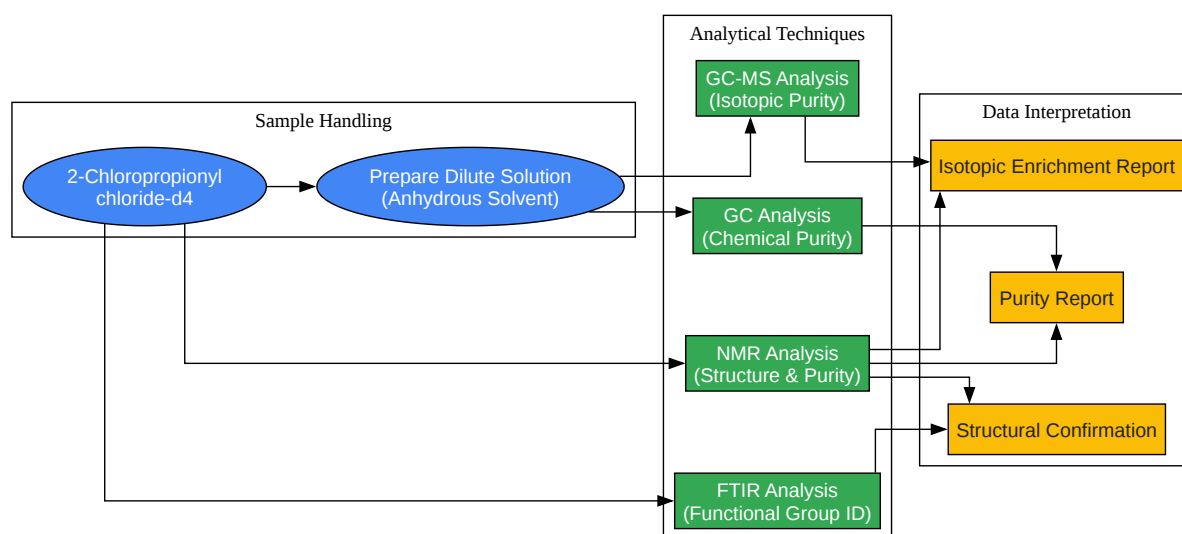 Sample Handling
2-Chloropropionyl
chloride-d4
Prepare Dilute Solution
(Anhydrous Solvent)
Analytical Techniques
GC-MS Analysis
(Isotopic Purity)
GC Analysis
(Chemical Purity)
NMR Analysis
(Structure & Purity)
FTIR Analysis
(Functional Group ID)
Data Interpretation
Isotopic Enrichment Report
Purity Report
Structural Confirmation